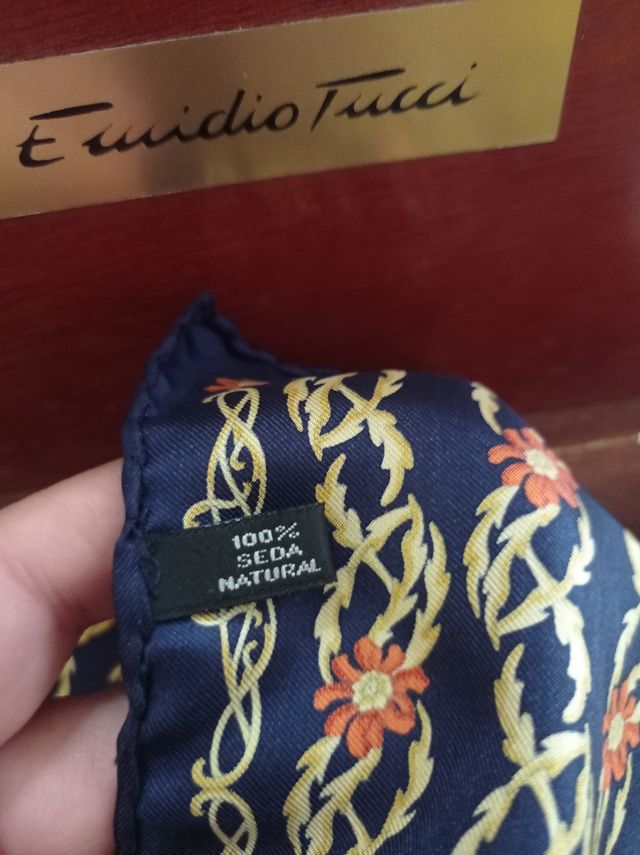 Emidio Tucci
100%
SEDA
NATURAL